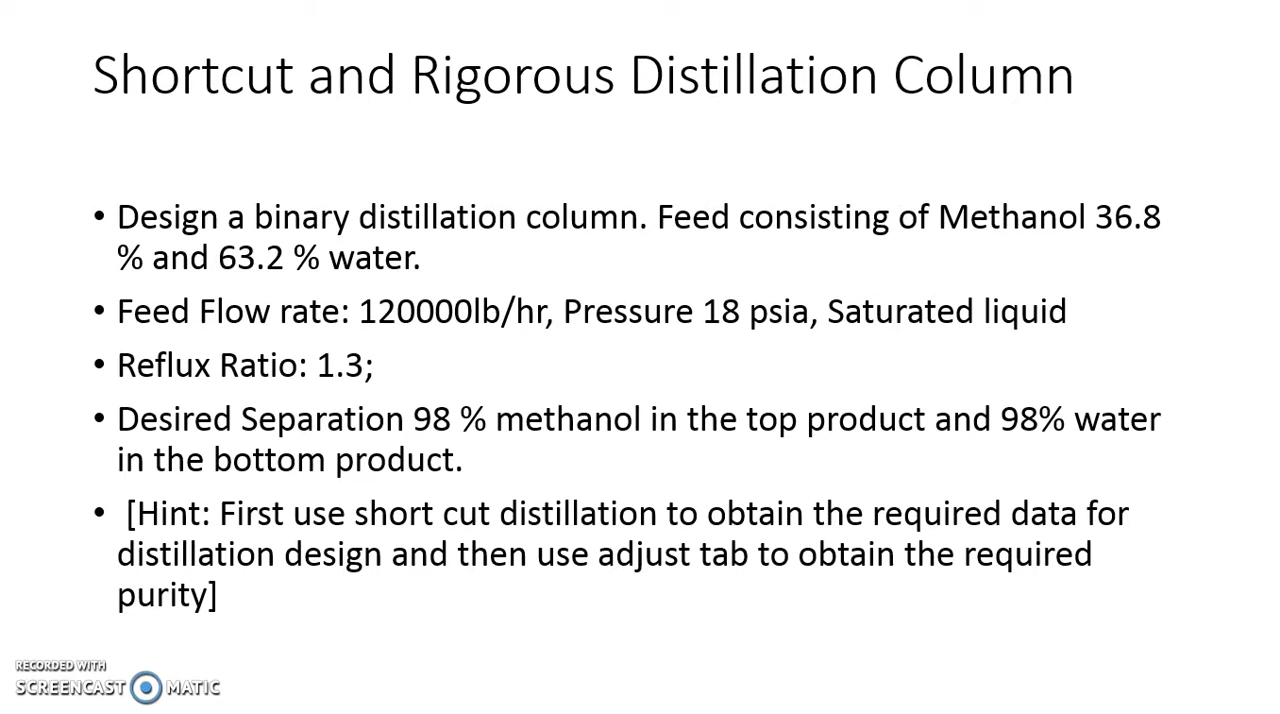 Shortcut and Rigorous Distillation Column
• Design a binary distillation column. Feed consisting of Methanol 36.8
% and 63.2 % water.
• Feed Flow rate: 120000lb/hr, Pressure 18 psia, Saturated liquid
• Reflux Ratio: 1.3;
• Desired Separation 98 % methanol in the top product and 98% water
in the bottom product.
• [Hint: First use short cut distillation to obtain the required data for
distillation design and then use adjust tab to obtain the required
purity]
RECORDED WITH
SCREENCAST MATIC